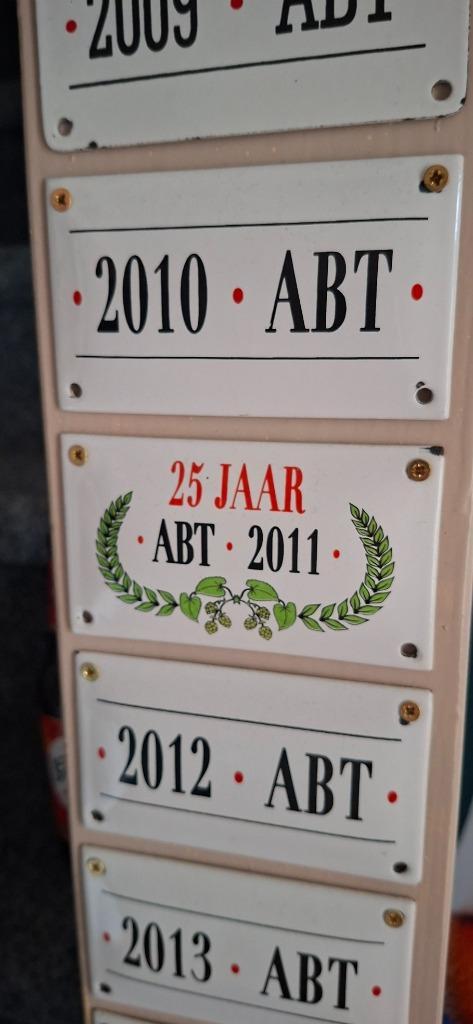 • 2009 • ABT
• 2010 • ABT •
25 JAAR
• ABT • 2011 •
• 2012 • ABT •
• 2013 • ABT •